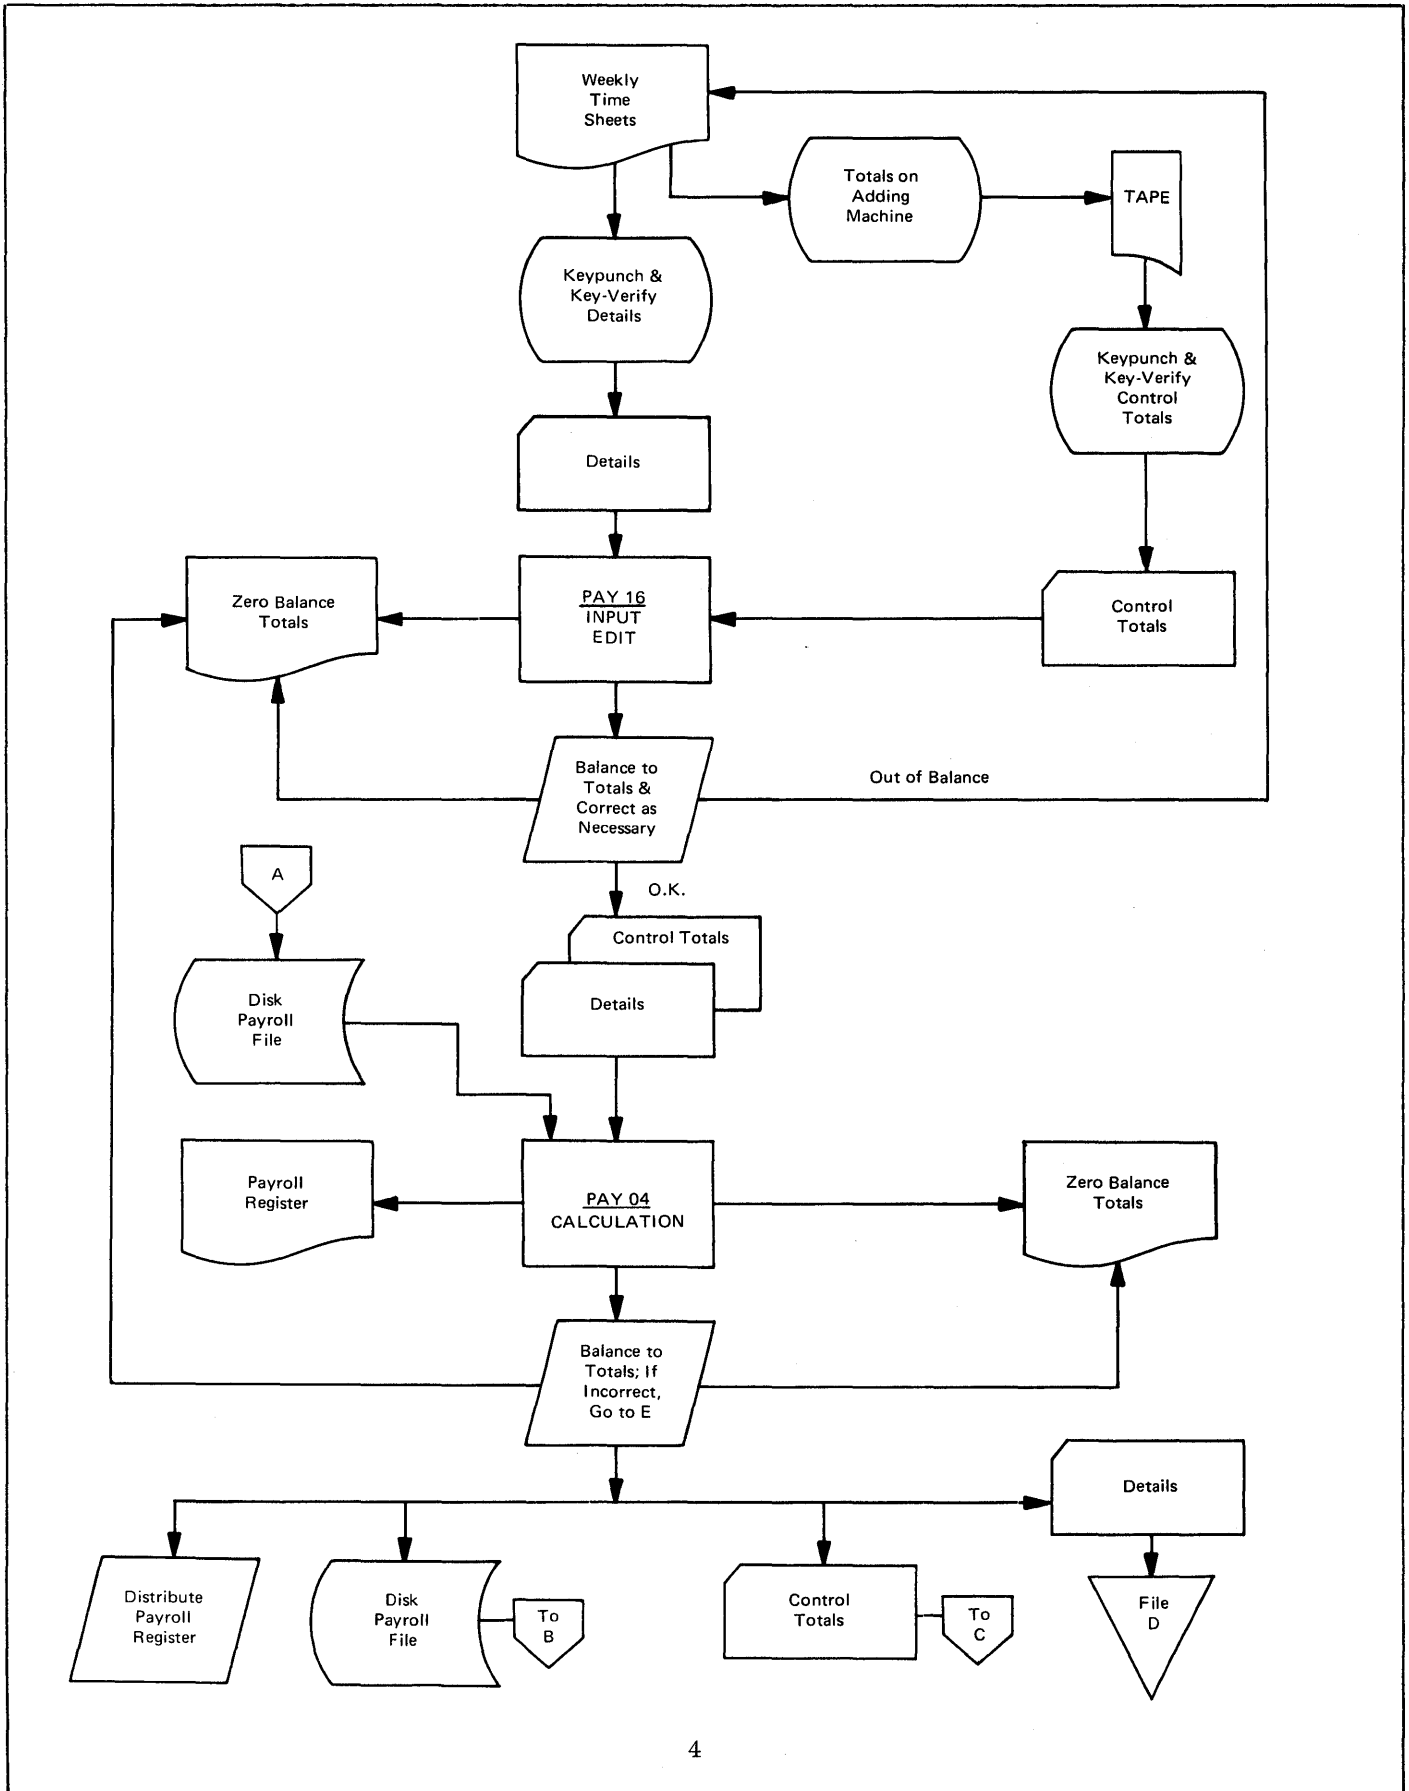 Weekly
Time
Sheets
Totals on
Adding
Machine
TAPE
Keypunch &
Key-Verify
Details
Keypunch &
Key-Verify
Control
Totals
Details
Zero Balance
Totals
PAY 16
INPUT
EDIT
Control
Totals
Balance to
Totals &
Correct as
Necessary
Out of Balance
A
O.K.
Control Totals
Details
Disk
Payroll
File
Payroll
Register
PAY 04
CALCULATION
Zero Balance
Totals
Balance to
Totals; If
Incorrect,
Go to E
Details
Distribute
Payroll
Register
Disk
Payroll
File
To
B
Control
Totals
To
C
File
D
4